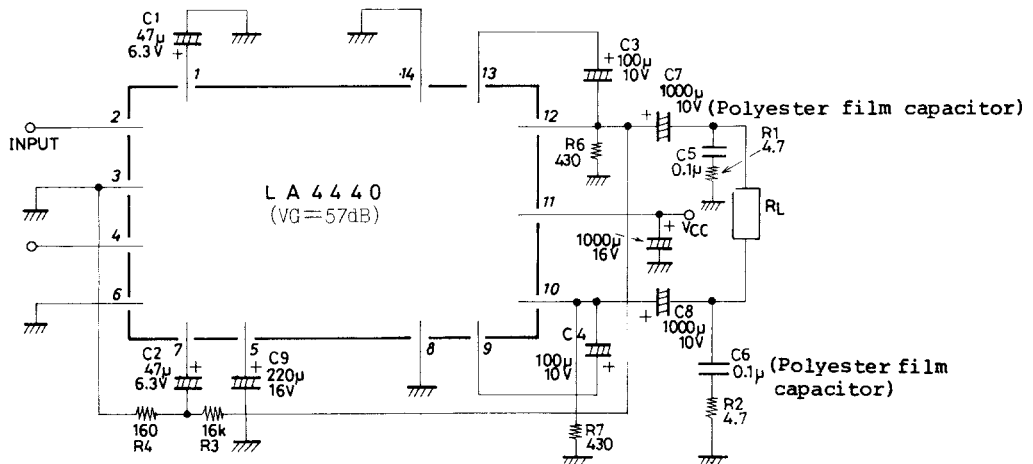 C1
47μ
6.3V
+
1
14
13
+
C3
100μ
10V
C7
1000μ
10V
+
(Polyester film capacitor)
2
INPUT
12
R6
430
C5
0.1μ
R1
4.7
3
LA4440
(VG=57dB)
11
+
VCC
RL
4
1000μ
16V
6
10
+
C8
1000μ
10V
7
5
8
9
C4
100μ
10V
+
C2
47μ
6.3V
+
+
C9
220μ
16V
C6
0.1μ
(Polyester film
capacitor)
160
R4
16k
R3
R7
430
R2
4.7